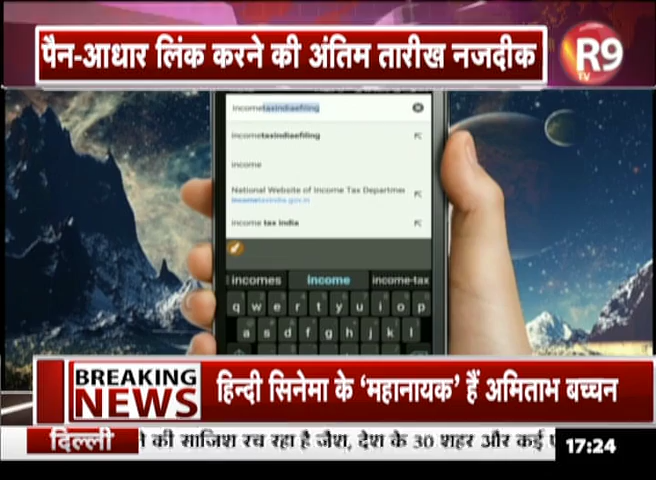 पैन-आधार लिंक करने की अंतिम तारीख नजदीक
R9
TV
incometaxindiaefiling
incometaxindiaefiling
income
National Website of Income Tax Departmen
incometaxindia.gov.in
income tax india
incomes income income-tax
q w e r t y u i o p
a s d f g h j k l
BREAKING
NEWS
हिन्दी सिनेमा के ‘महानायक’ हैं अमिताभ बच्चन
दिल्ली
की साजिश रच रहा है जैश, देश के 30 शहर और कई
17:24